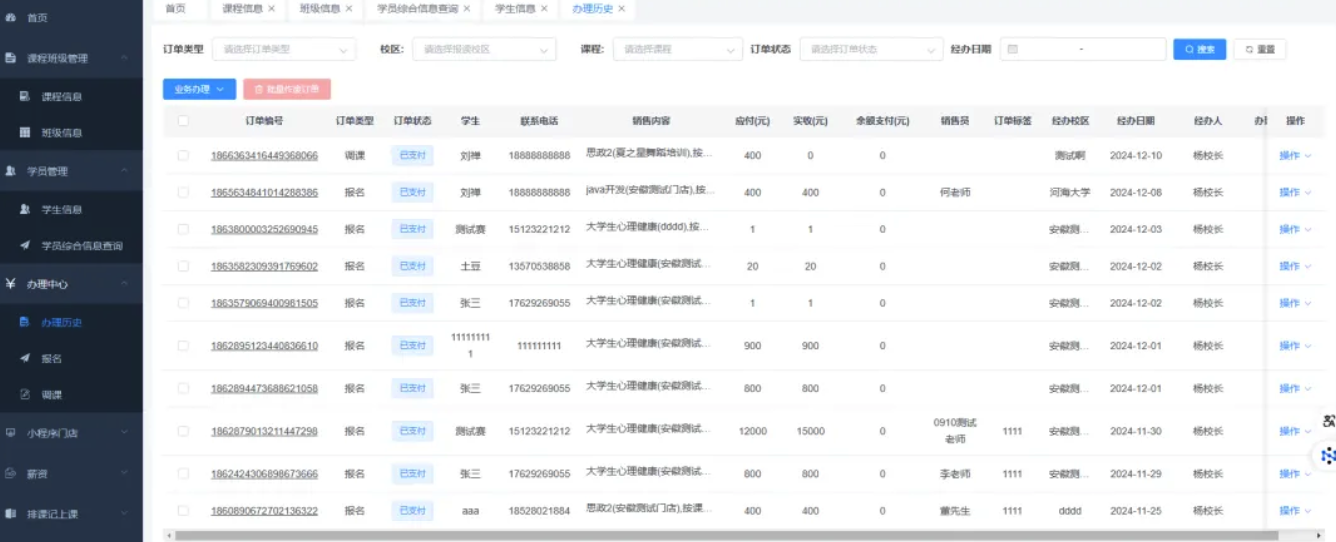 首页
课程班级管理
课程信息
班级信息
学员管理
学生信息
学员综合信息查询
办理中心
办理历史
报名
调课
小程序门店
薪资
排课记上课
首页 课程信息 × 班级信息 × 学员综合信息查询 × 学生信息 × 办理历史 ×
订单类型 请选择订单类型 校区: 请选择报读校区 课程: 请选择课程 订单状态 请选择订单状态 经办日期 - 搜索 重置
业务办理 批量作废订单
订单编号 订单类型 订单状态 学生 联系电话 销售内容 应付(元) 实收(元) 余额支付(元) 销售员 订单标签 经办校区 经办日期 经办人 操作
1866363416449368066 调课 已支付 刘禅 18888888888 思政2(夏之星舞蹈培训),按... 400 0 0 测试啊 2024-12-10 杨校长 操作
1865634841014288386 报名 已支付 刘禅 18888888888 java开发(安徽测试门店),按... 400 400 0 何老师 河海大学 2024-12-08 杨校长 操作
1863800003252690945 报名 已支付 测试赛 15123221212 大学生心理健康(dddd),按... 1 1 0 安徽测... 2024-12-03 杨校长 操作
1863582309391769602 报名 已支付 土豆 13570538858 大学生心理健康(安徽测试... 20 20 0 安徽测... 2024-12-02 杨校长 操作
1863579069400981505 报名 已支付 张三 17629269055 大学生心理健康(安徽测试... 1 1 0 安徽测... 2024-12-02 杨校长 操作
1862895123440836610 报名 已支付 111111111 1 111111111 大学生心理健康(安徽测试... 900 900 0 安徽测... 2024-12-01 杨校长 操作
1862894473688621058 报名 已支付 张三 17629269055 大学生心理健康(安徽测试... 800 800 0 安徽测... 2024-12-01 杨校长 操作
1862879013211447298 报名 已支付 测试赛 15123221212 大学生心理健康(安徽测试... 12000 15000 0 0910测试老师 1111 安徽测... 2024-11-30 杨校长 操作
1862424306898673666 报名 已支付 张三 17629269055 大学生心理健康(安徽测试... 800 800 0 李老师 1111 安徽测... 2024-11-29 杨校长 操作
1860890672702136322 报名 已支付 aaa 18528021884 思政2(安徽测试门店),按课... 400 400 0 董先生 1111 dddd 2024-11-25 杨校长 操作